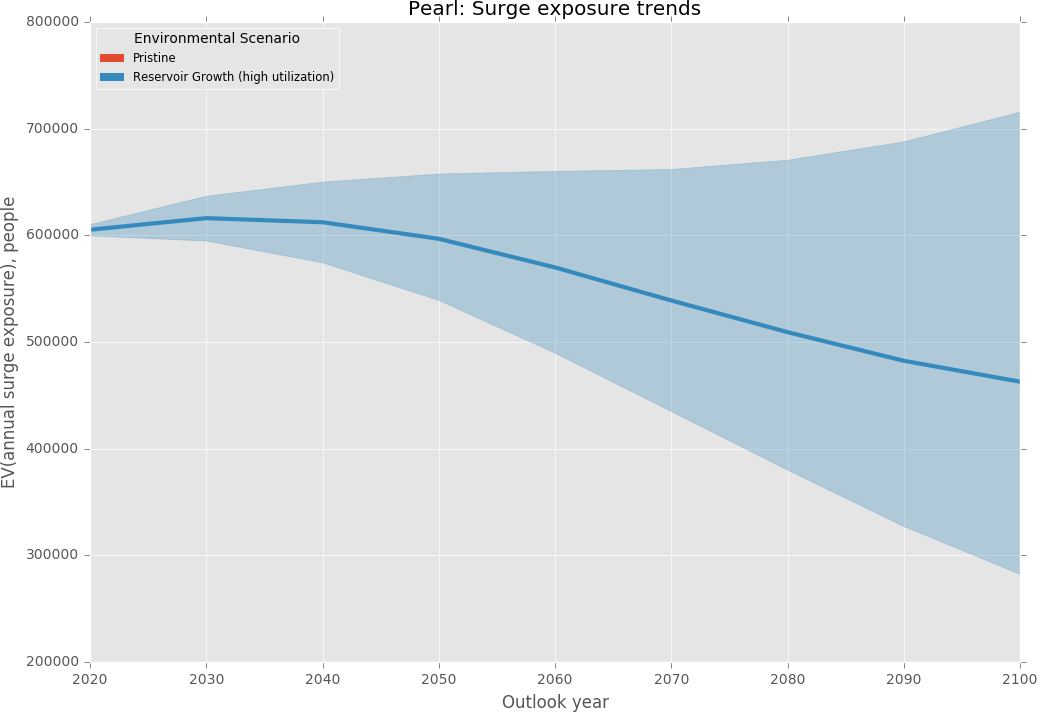 Pearl: Surge exposure trends
Environmental Scenario
Pristine
Reservoir Growth (high utilization)
EV(annual surge exposure), people
800000
700000
600000
500000
400000
300000
200000
2020 2030 2040 2050 2060 2070 2080 2090 2100
Outlook year